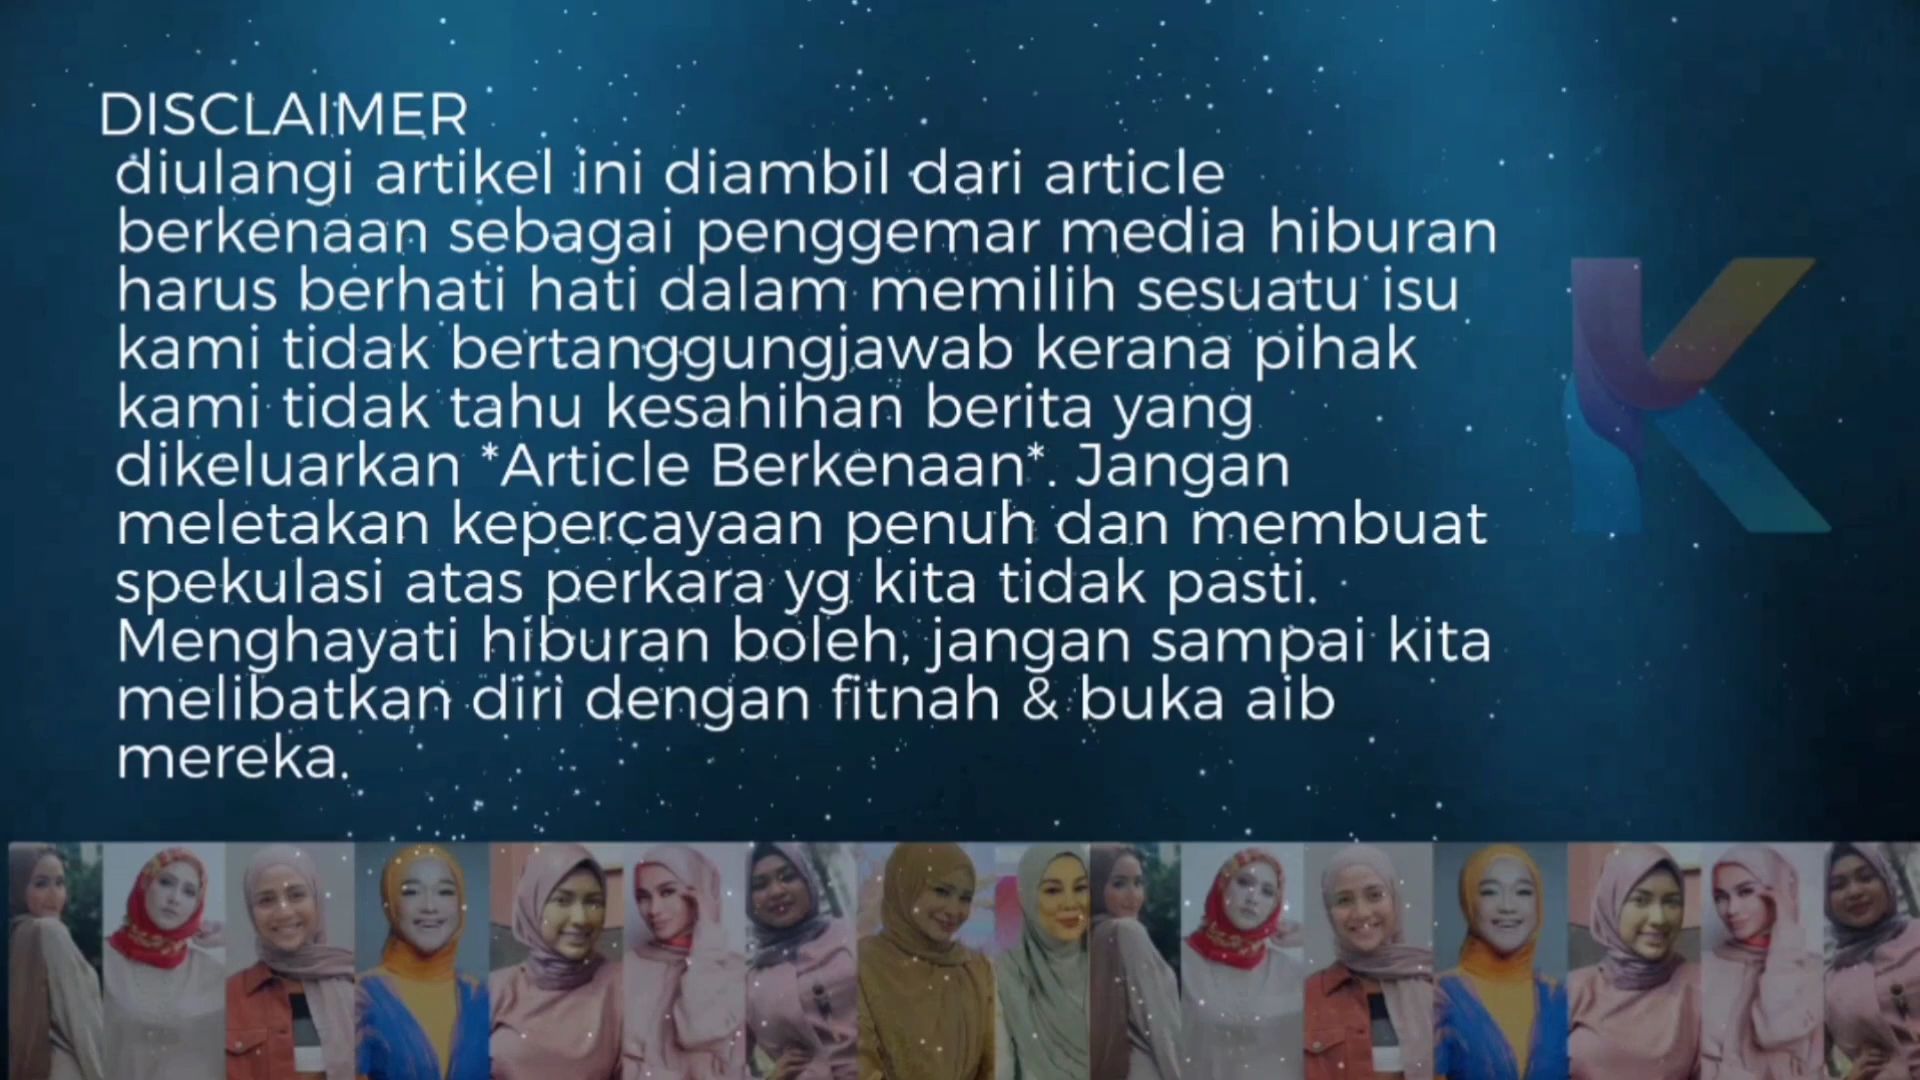 DISCLAIMER
diulangi artikel ini diambil dari article
berkenaan sebagai penggemar media hiburan
harus berhati hati dalam memilih sesuatu isu
kami tidak bertanggungjawab kerana pihak
kami tidak tahu kesahihan berita yang
dikeluarkan *Article Berkenaan*. Jangan
meletakan kepercayaan penuh dan membuat
spekulasi atas perkara yg kita tidak pasti.
Menghayati hiburan boleh, jangan sampai kita
melibatkan diri dengan fitnah & buka aib
mereka.
K